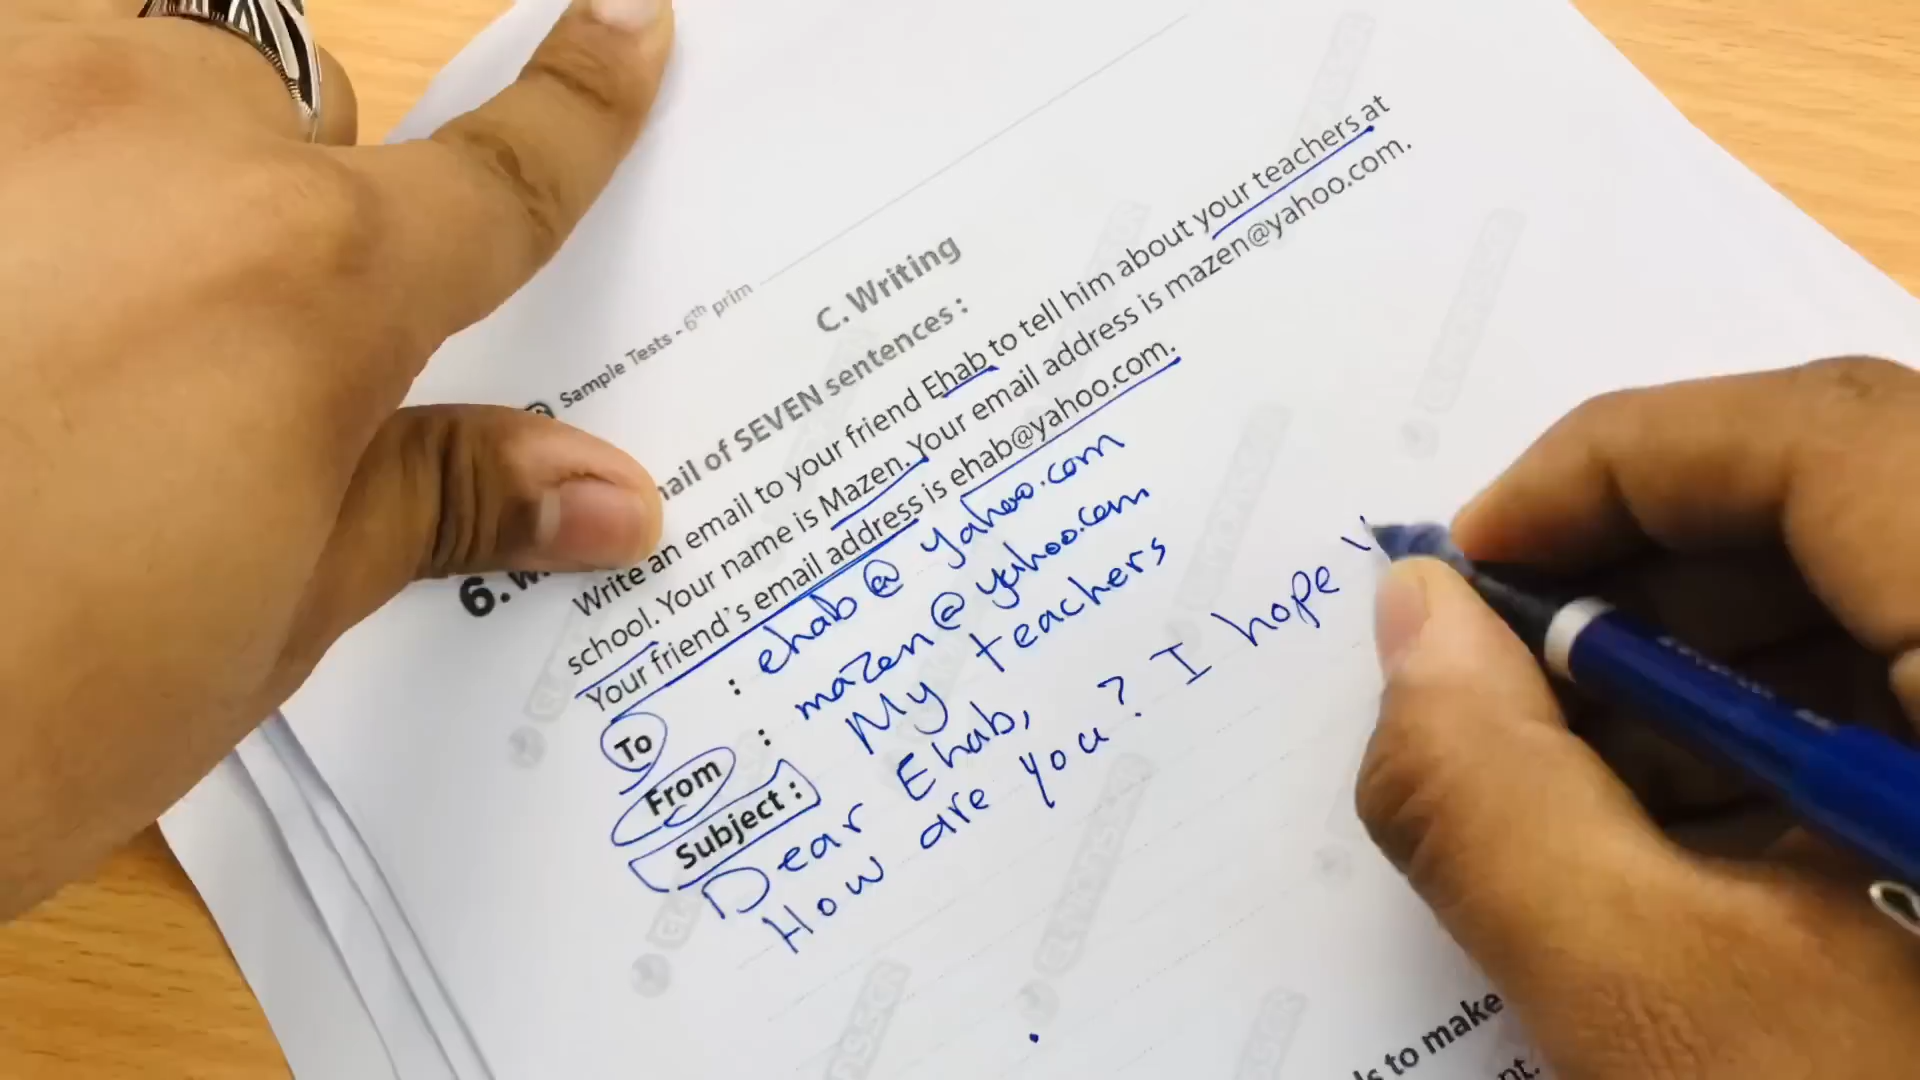 Sample Tests - 6th prim
C. Writing
6. mail of SEVEN sentences :
Write an email to your friend Ehab to tell him about your teachers at
school. Your name is Mazen. Your email address is mazen@yahoo.com.
Your friend's email address is ehab@yahoo.com.
To : ehab@yahoo.com
From : mazen@yahoo.com
Subject : My teachers
Dear Ehab,
How are you? I hope
to make